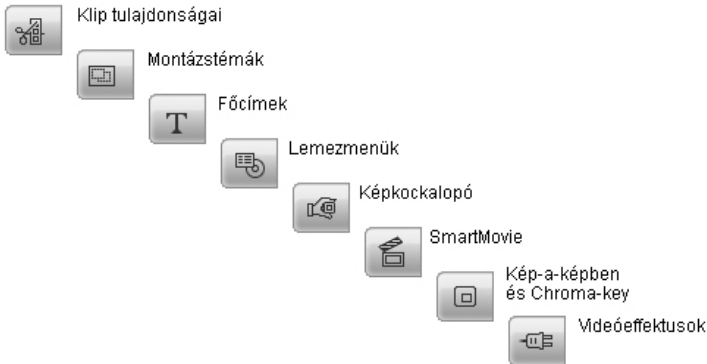 Klip tulajdonságai
Montázstémák
Főcímek
Lemezmenük
Képkockalopó
SmartMovie
Kép-a-képben
és Chroma-key
Videóeffektusok